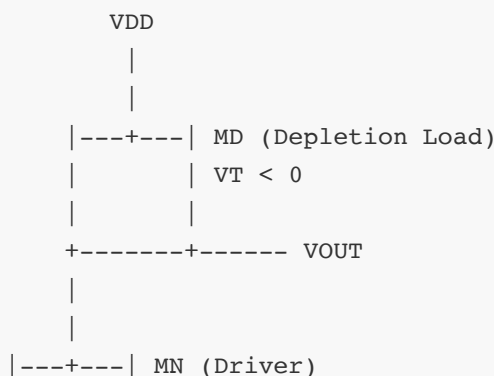 VDD
MD (Depletion Load)
VT < 0
VOUT
MN (Driver)